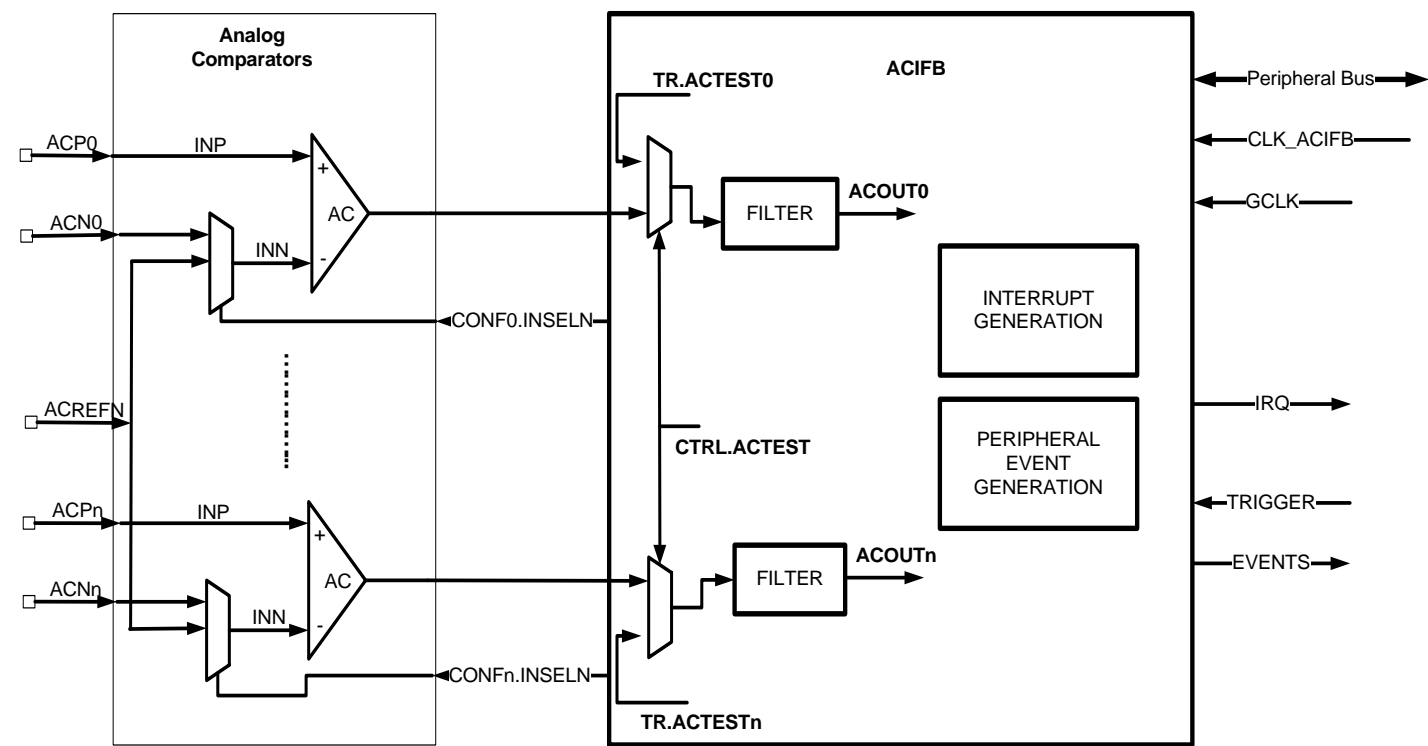 Analog
Comparators
ACIFB
TR.ACTEST0
Peripheral Bus
ACP0
INP
+
CLK_ACIFB
ACOUT0
GCLK
AC
FILTER
ACN0
INN
-
INTERRUPT
GENERATION
CONF0.INSELN
ACREFN
IRQ
CTRL.ACTEST
PERIPHERAL
EVENT
GENERATION
ACPn
INP
TRIGGER
+
ACOUTn
EVENTS
AC
FILTER
ACNn
INN
-
CONFn.INSELN
TR.ACTESTn